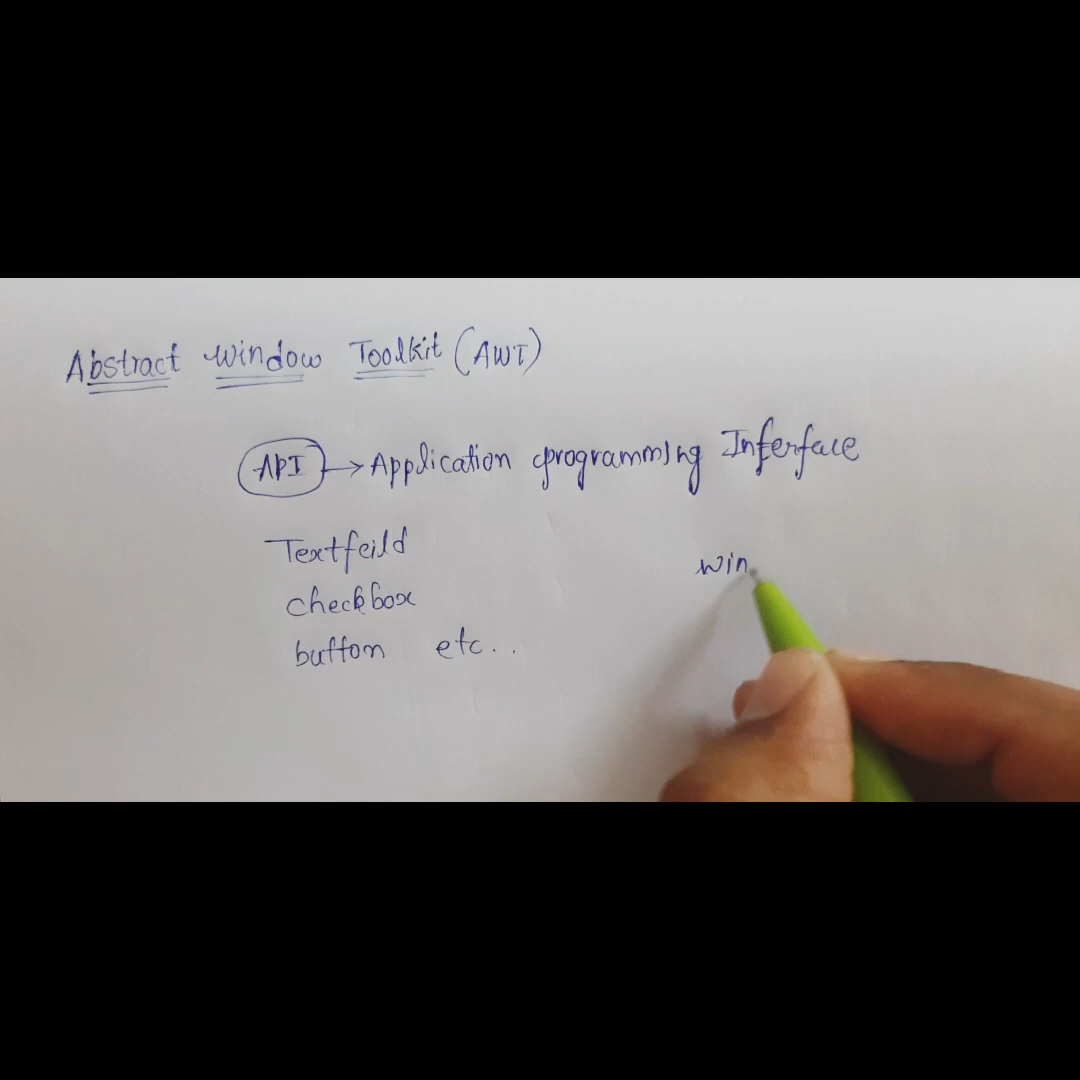 Abstract Window Toolkit (AWT)
API → Application programming Interface
Textfeild
checkbox
button etc...
win